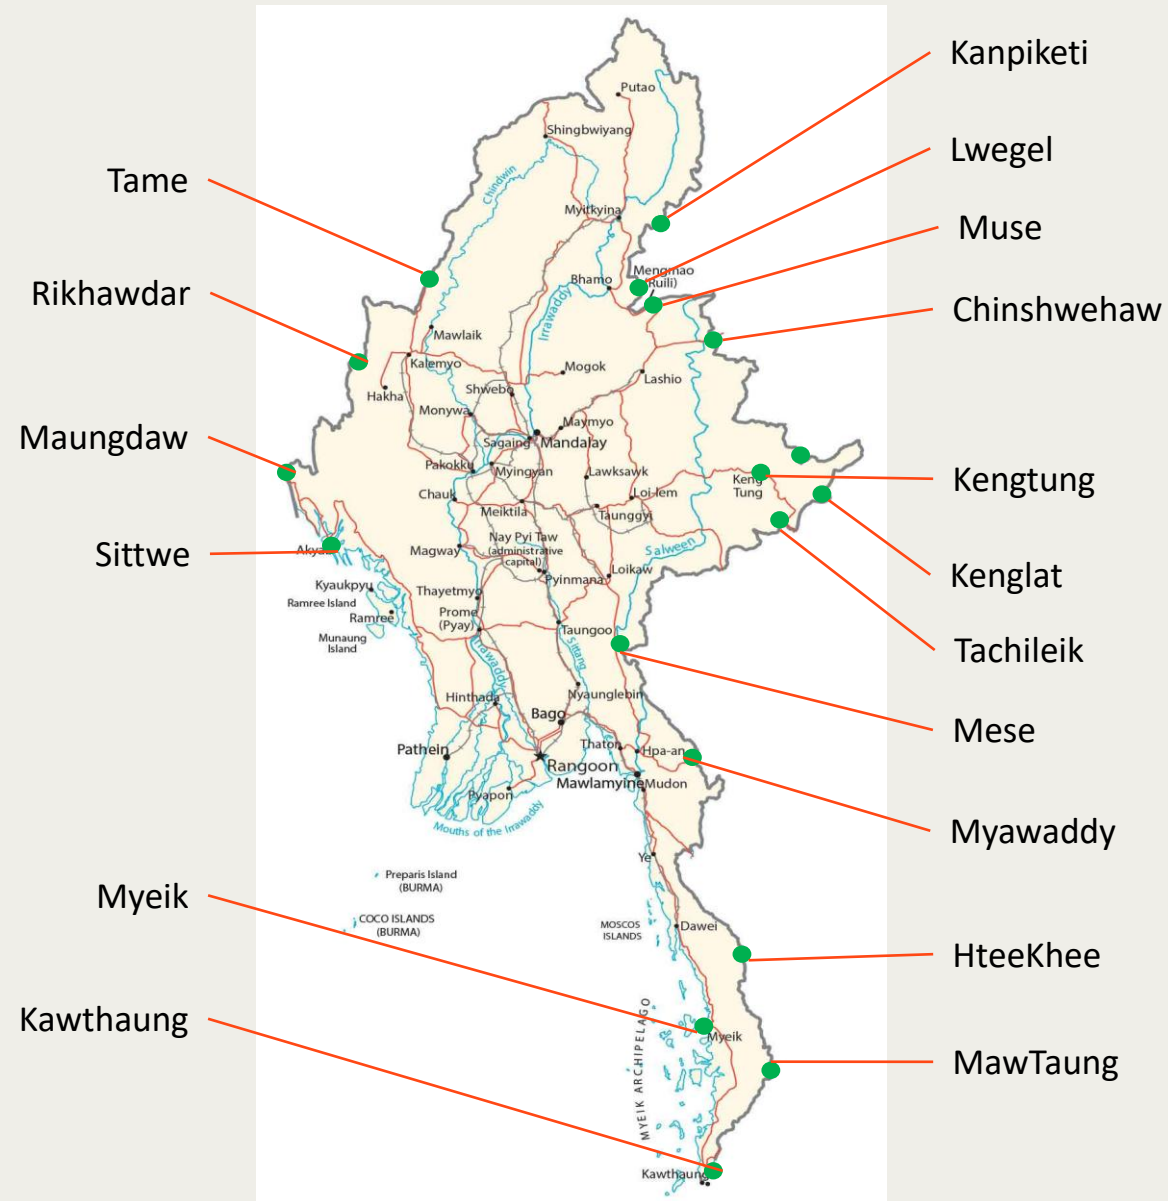 Kanpiketi
Lwegel
Muse
Chinshwehaw
Kengtung
Kenglat
Tachileik
Mese
Myawaddy
HteeKhee
MawTaung
Tame
Rikhawdar
Maungdaw
Sittwe
Myeik
Kawthaung
Putao
Shingbwiyang
Chindwin
Myitkyina
Bhamo
Mengmao
(Ruili)
Irrawaddy
Mawlaik
Kalemyo
Mogok
Lashio
Hakha
Shwebo
Monywa
Maymyo
Sagaing
Mandalay
Pakokku
Myingyan
Lawksawk
Keng
Tung
Chauk
Loi-lem
Meiktila
Taunggyi
Nay Pyi Taw
(administrative
capital)
Magway
Salween
Akyab
Pyinmana
Loikaw
Kyaukpyu
Thayetmyo
Ramree Island
Ramree
Prome
(Pyay)
Taungoo
Munaung
Island
Irrawaddy
Sittang
Hinthada
Nyaunglebin
Bago
Pathein
Thaton
Hpa-an
Rangoon
Mawlamyine
Mudon
Pyapon
Mouths of the Irrawaddy
Ye
Preparis Island
(BURMA)
COCO ISLANDS
(BURMA)
MOSCOS
ISLANDS
Dawei
MYEIK ARCHIPELAGO
Myeik
Kawthaung